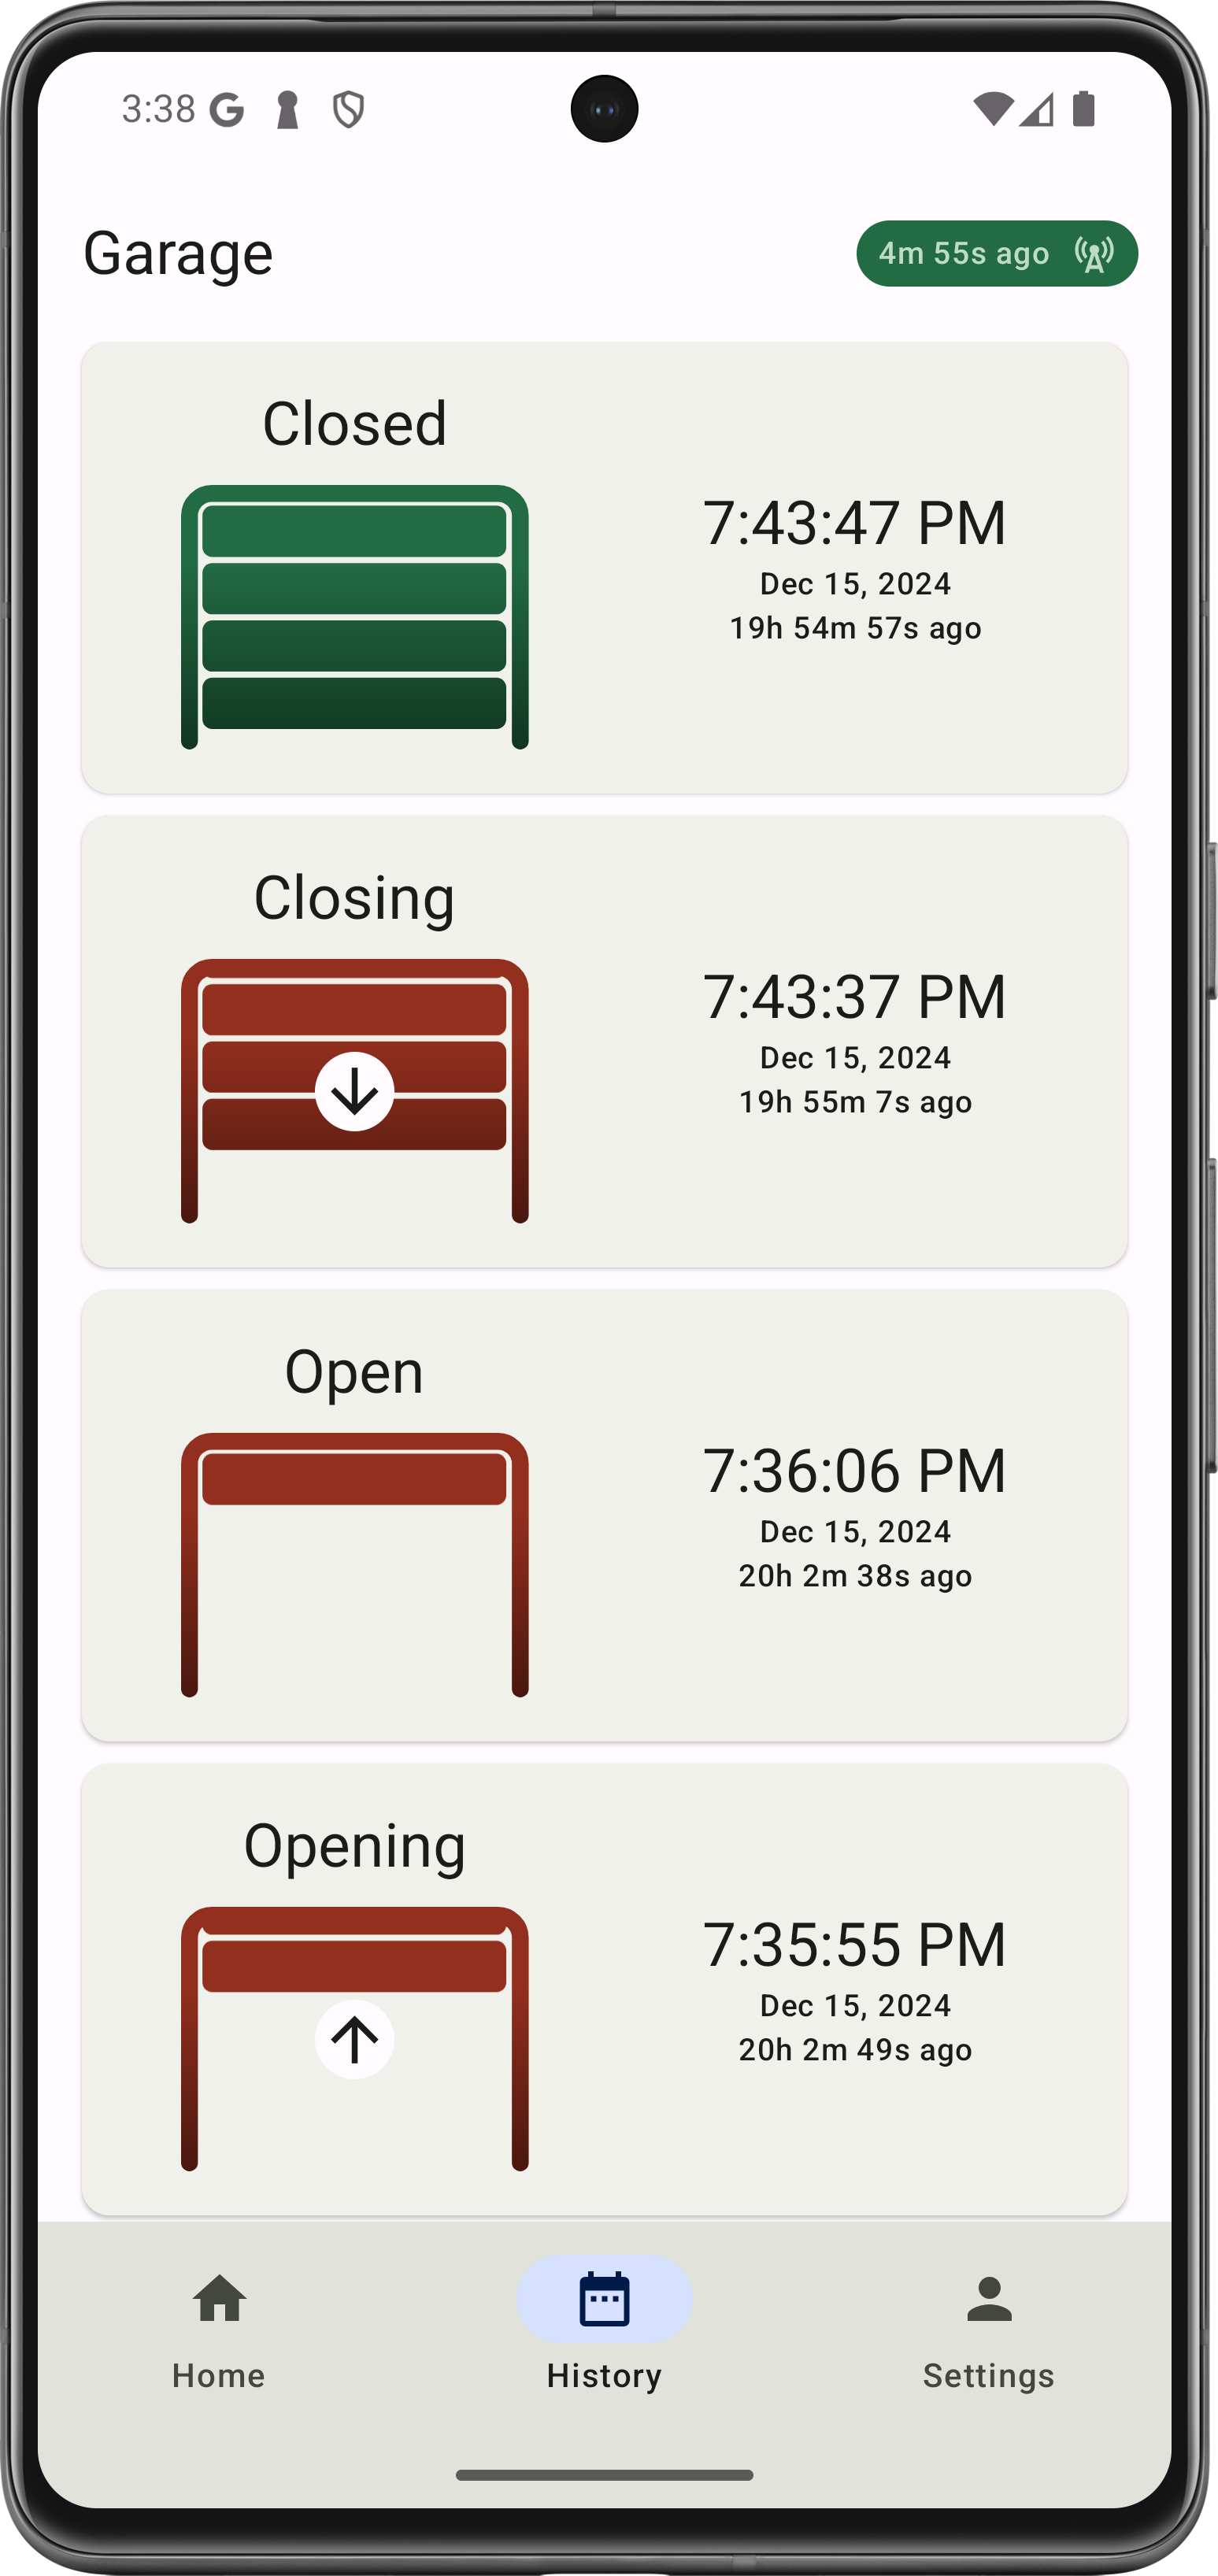 3:38
Garage
4m 55s ago
Closed
7:43:47 PM
Dec 15, 2024
19h 54m 57s ago
Closing
7:43:37 PM
Dec 15, 2024
19h 55m 7s ago
Open
7:36:06 PM
Dec 15, 2024
20h 2m 38s ago
Opening
7:35:55 PM
Dec 15, 2024
20h 2m 49s ago
Home
History
Settings